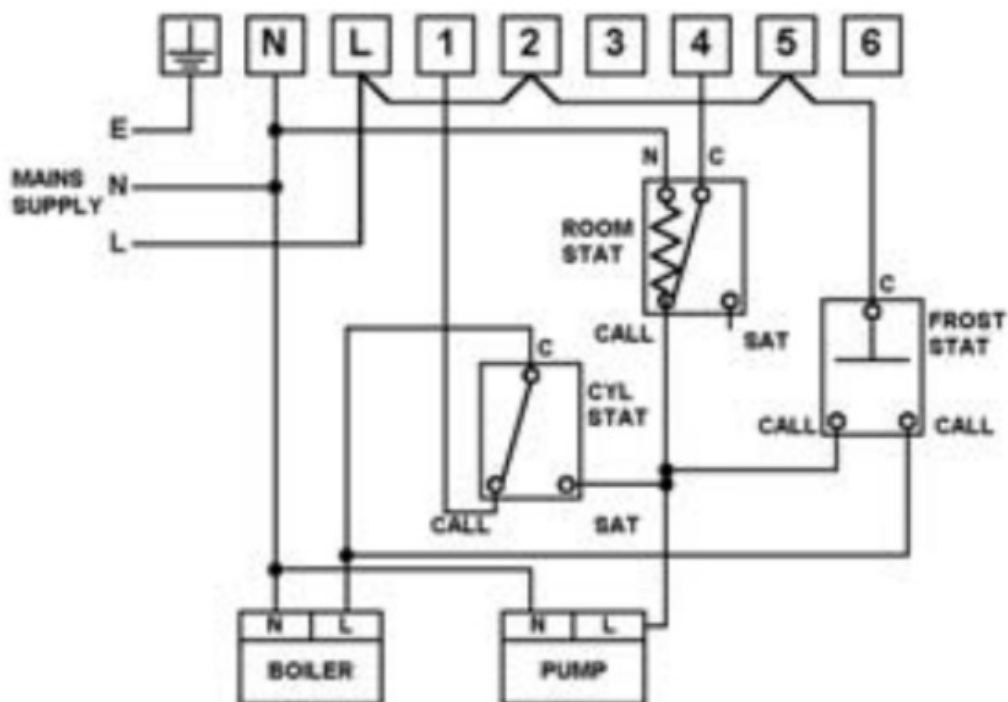 N L 1 2 3 4 5 6
E
MAINS
SUPPLY
N
L
N C
ROOM
STAT
CALL
SAT
C
FROST
STAT
C
CYL
STAT
CALL
CALL
CALL
SAT
N L
BOILER
N L
PUMP